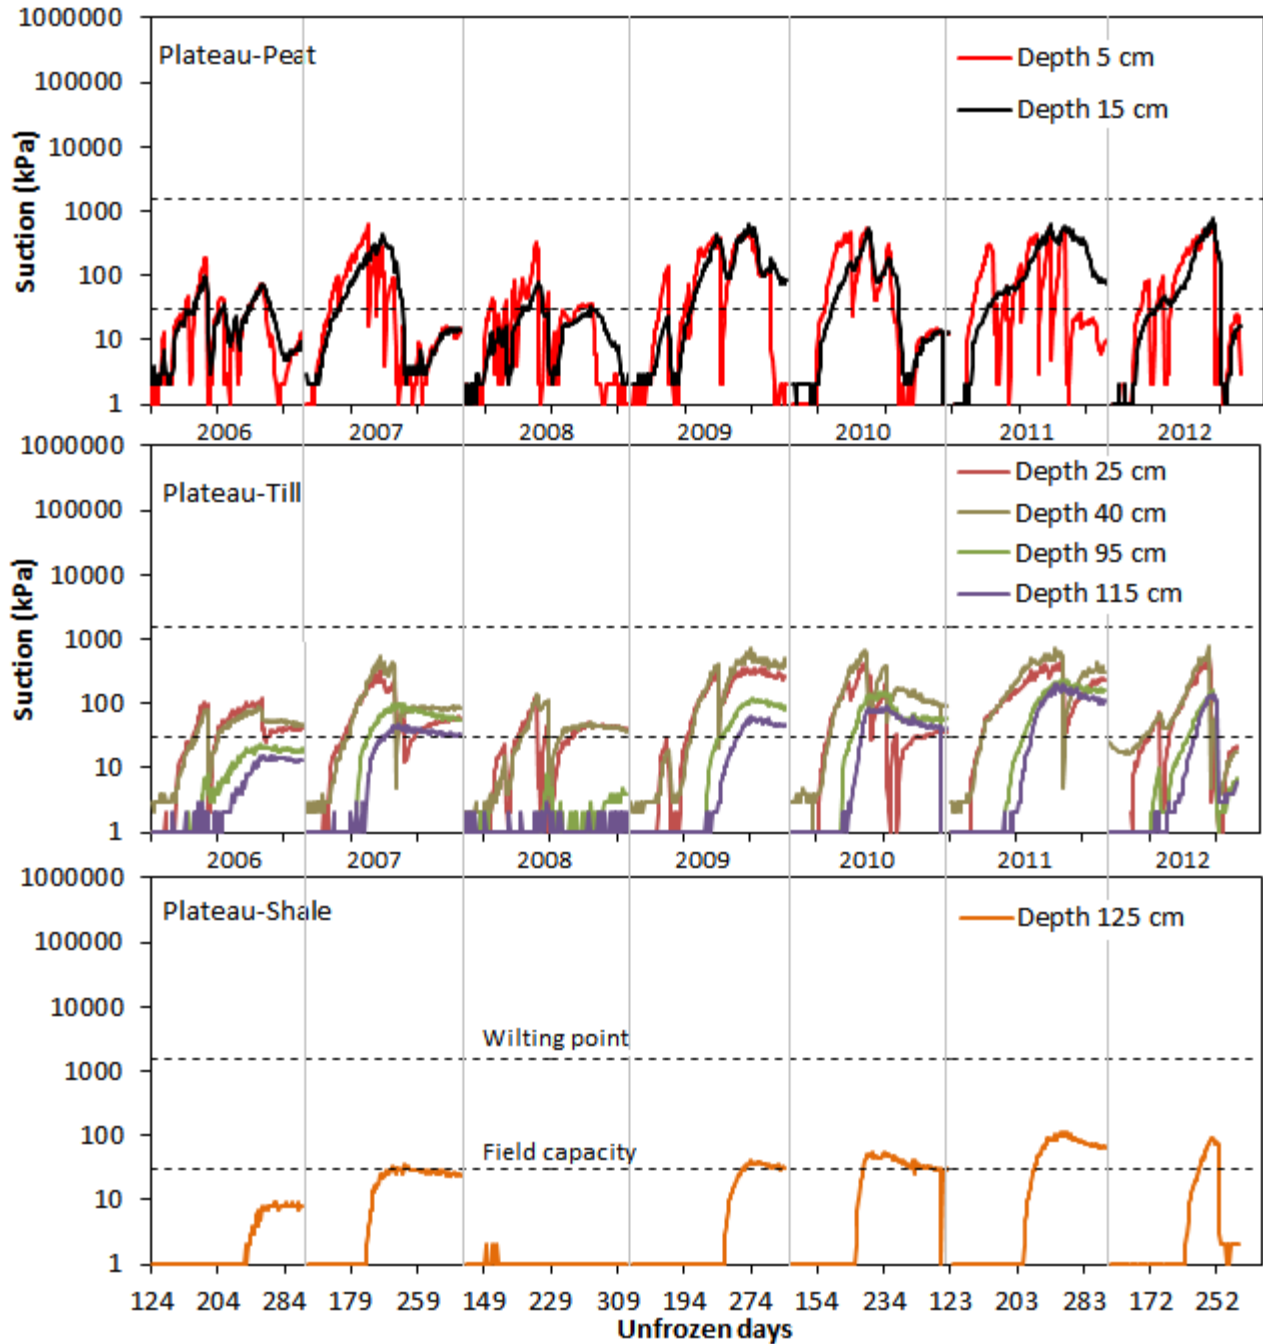 1000000
100000
10000
1000
100
10
1
Suction (kPa)
Plateau-Peat
Depth 5 cm
Depth 15 cm
2006 2007 2008 2009 2010 2011 2012
1000000
100000
10000
1000
100
10
1
Suction (kPa)
Plateau-Till
Depth 25 cm
Depth 40 cm
Depth 95 cm
Depth 115 cm
2006 2007 2008 2009 2010 2011 2012
1000000
100000
10000
1000
100
10
1
Plateau-Shale
Depth 125 cm
Wilting point
Field capacity
124 204 284 179 259 149 229 309 194 274 154 234 123 203 283 172 252
Unfrozen days